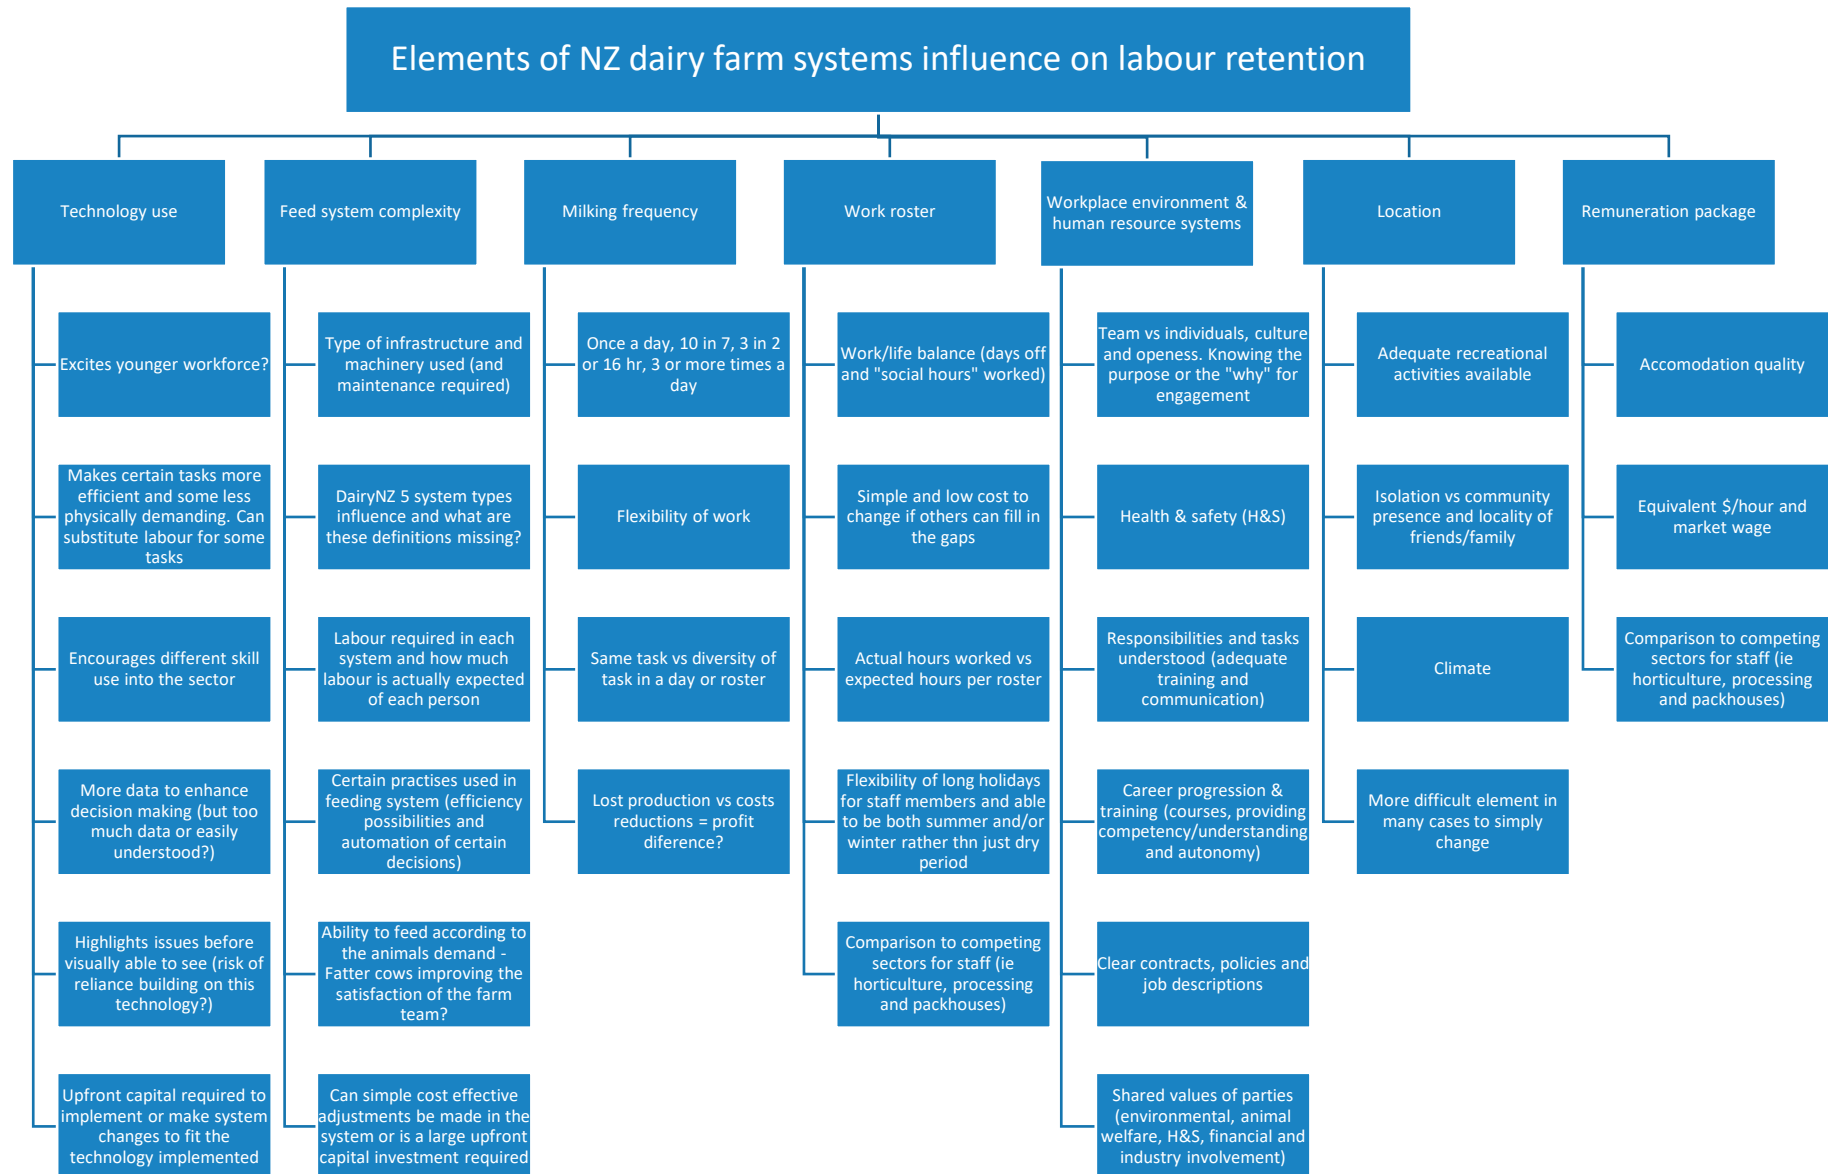 Elements of NZ dairy farm systems influence on labour retention
Technology use
Excites younger workforce?
Makes certain tasks more
efficient and some less
physically demanding. Can
substitute labour for some
tasks
Encourages different skill
use into the sector
More data to enhance
decision making (but too
much data or easily
understood?)
Highlights issues before
visually able to see (risk of
reliance building on this
technology?)
Upfront capital required to
implement or make system
changes to fit the
technology implemented
Feed system complexity
Type of infrastructure and
machinery used (and
maintenance required)
DairyNZ 5 system types
influence and what are
these definitions missing?
Labour required in each
system and how much
labour is actually expected
of each person
Certain practises used in
feeding system (efficiency
possibilities and
automation of certain
decisions)
Ability to feed according to
the animals demand -
Fatter cows improving the
satisfaction of the farm
team?
Can simple cost effective
adjustments be made in the
system or is a large upfront
capital investment required
Milking frequency
Once a day, 10 in 7, 3 in 2
or 16 hr, 3 or more times a
day
Flexibility of work
Same task vs diversity of
task in a day or roster
Lost production vs costs
reductions = profit
diference?
Work roster
Work/life balance (days off
and "social hours" worked)
Simple and low cost to
change if others can fill in
the gaps
Actual hours worked vs
expected hours per roster
Flexibility of long holidays
for staff members and able
to be both summer and/or
winter rather thn just dry
period
Comparison to competing
sectors for staff (ie
horticulture, processing
and packhouses)
Workplace environment &
human resource systems
Team vs individuals, culture
and openess. Knowing the
purpose or the "why" for
engagement
Health & safety (H&S)
Responsibilities and tasks
understood (adequate
training and
communication)
Career progression &
training (courses, providing
competency/understanding
and autonomy)
Clear contracts, policies and
job descriptions
Shared values of parties
(environmental, animal
welfare, H&S, financial and
industry involvement)
Location
Adequate recreational
activities available
Isolation vs community
presence and locality of
friends/family
Climate
More difficult element in
many cases to simply
change
Remuneration package
Accomodation quality
Equivalent $/hour and
market wage
Comparison to competing
sectors for staff (ie
horticulture, processing
and packhouses)